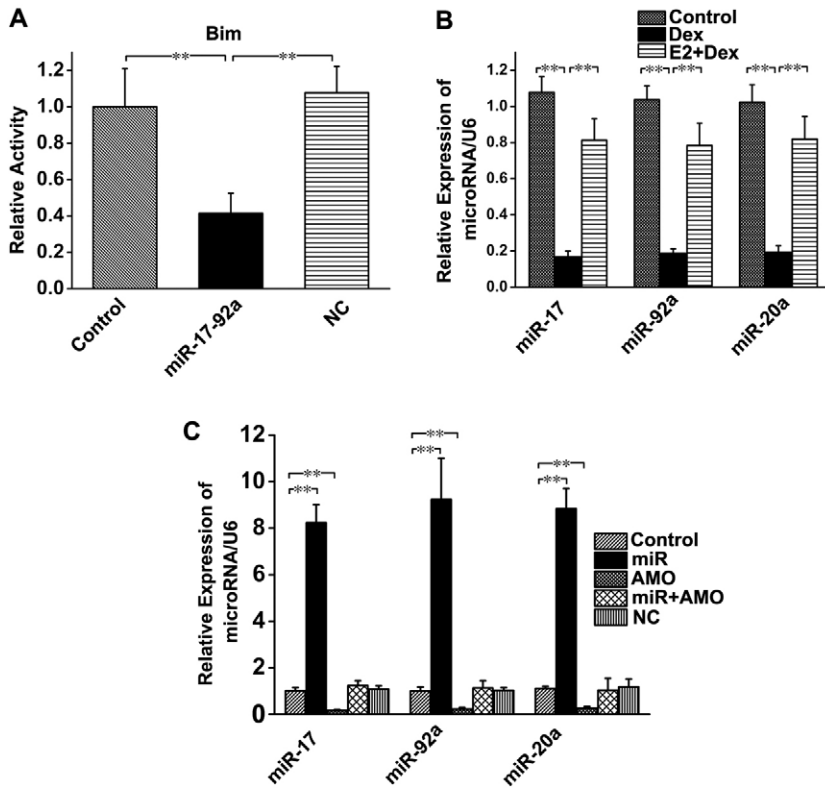 A
Bim
** **
Relative Activity
1.2
1.0
0.8
0.6
0.4
0.2
0.0
Control
miR-17-92a
NC
B
Control
Dex
E2+Dex
** ** ** ** ** **
Relative Expression of
microRNA/U6
1.2
1.0
0.8
0.6
0.4
0.2
0.0
miR-17
miR-92a
miR-20a
C
**
**
**
**
**
**
Relative Expression of
microRNA/U6
12
10
8
6
4
2
0
Control
miR
AMO
miR+AMO
NC
miR-17
miR-92a
miR-20a